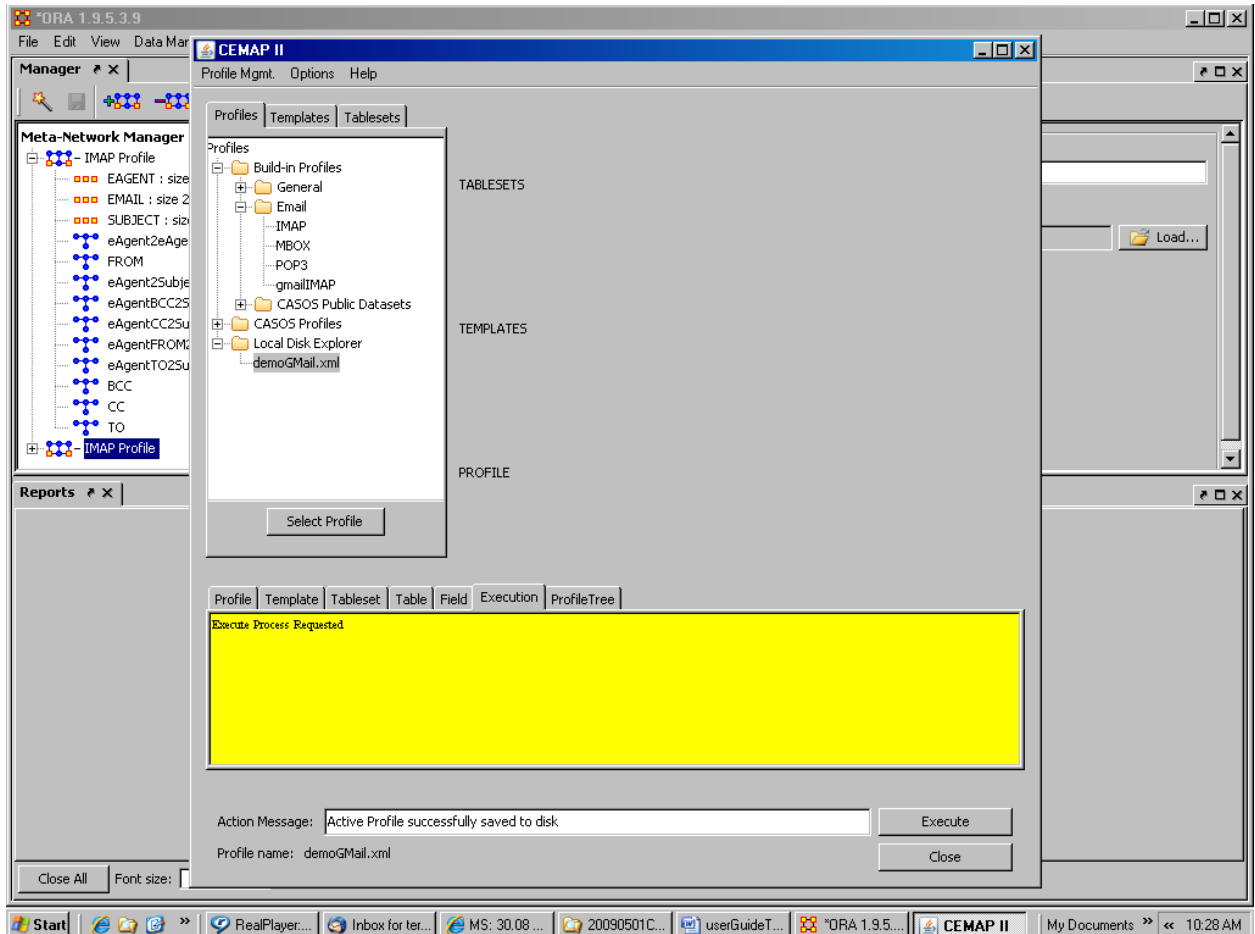 *ORA 1.9.5.3.9
File Edit View Data Mar
CEMAP II
Profile Mgmt. Options Help
Manager
Profiles Templates Tablesets
Meta-Network Manager
IMAP Profile
EAGENT : size
EMAIL : size 2
SUBJECT : size
eAgent2eAge
FROM
eAgent2Subje
eAgentBCC2S
eAgentCC2Su
eAgentFROM2
eAgentTO2Su
BCC
CC
TO
IMAP Profile
Profiles
Build-in Profiles
General
Email
IMAP
MBOX
POP3
gmailIMAP
CASOS Public Datasets
CASOS Profiles
Local Disk Explorer
demoGMail.xml
Select Profile
TABLESETS
TEMPLATES
PROFILE
Load...
Reports
Profile Template Tableset Table Field Execution ProfileTree
Execute Process Requested
Action Message: Active Profile successfully saved to disk
Execute
Profile name: demoGMail.xml
Close
Close All
Font size:
Start » RealPlayer:... Inbox for ter... MS: 30.08 ... 20090501C... userGuideT... *ORA 1.9.5.... CEMAP II My Documents » « 10:28 AM